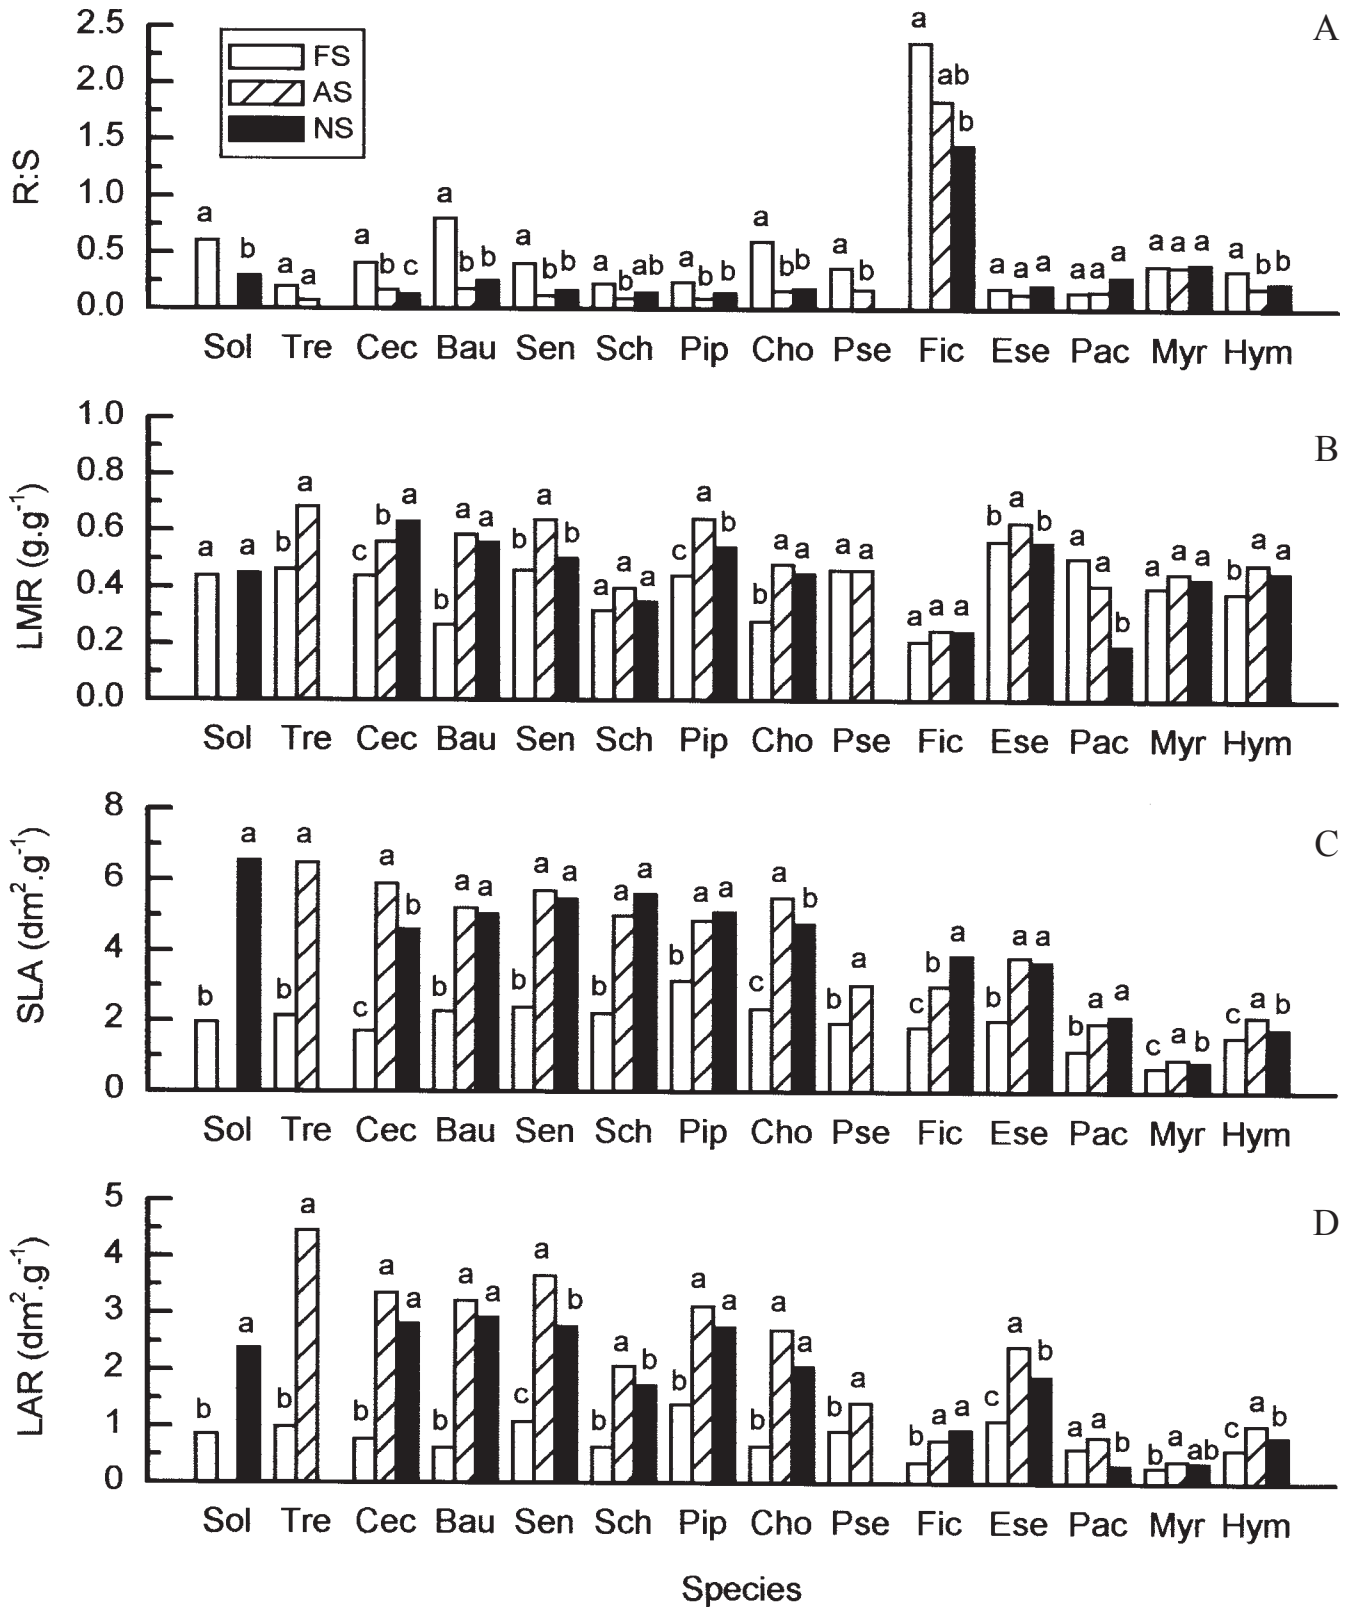 A
2.5
2.0
1.5
1.0
0.5
0.0
R:S
FS
AS
NS
a b a a a b c a b b a b b a b ab a b b a b b a b a ab b a a a a a a a a a a b b
Sol Tre Cec Bau Sen Sch Pip Cho Pse Fic Ese Pac Myr Hym
B
1.0
0.8
0.6
0.4
0.2
0.0
LMR (g.g⁻¹)
a a b a c b a b a a b a b a a a c a b b a a a a a a a b a b a a b a a a b a a
Sol Tre Cec Bau Sen Sch Pip Cho Pse Fic Ese Pac Myr Hym
C
8
6
4
2
0
SLA (dm².g⁻¹)
b a b a c a b b a a b a a b a a b a a c a b b a c b a b a a b a a c a b c a b
Sol Tre Cec Bau Sen Sch Pip Cho Pse Fic Ese Pac Myr Hym
D
5
4
3
2
1
0
LAR (dm².g⁻¹)
b a b a b a a b a a c a b b a b b a a b a a b a b a a c a b a a b b a ab c a b
Sol Tre Cec Bau Sen Sch Pip Cho Pse Fic Ese Pac Myr Hym
Species